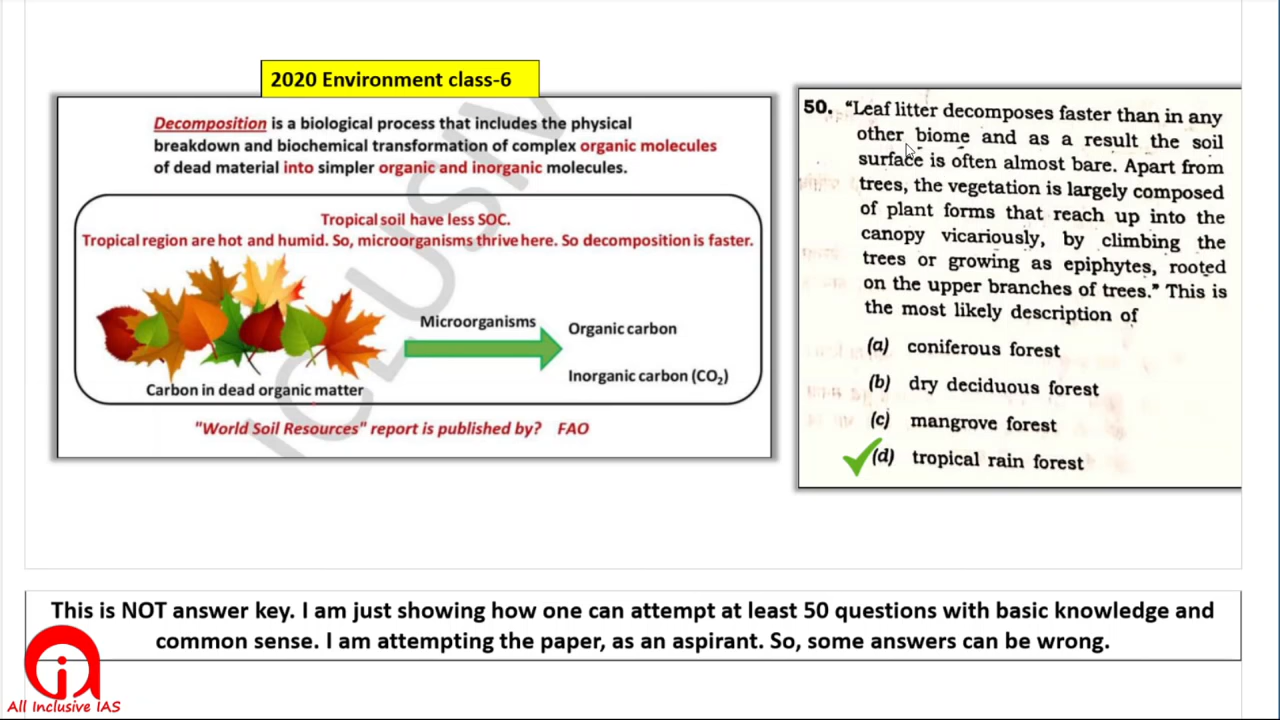 2020 Environment class-6
Decomposition is a biological process that includes the physical
breakdown and biochemical transformation of complex organic molecules
of dead material into simpler organic and inorganic molecules.
Tropical soil have less SOC.
Tropical region are hot and humid. So, microorganisms thrive here. So decomposition is faster.
Microorganisms
Organic carbon
Inorganic carbon (CO₂)
Carbon in dead organic matter
"World Soil Resources" report is published by? FAO
50. "Leaf litter decomposes faster than in any
other biome and as a result the soil
surface is often almost bare. Apart from
trees, the vegetation is largely composed
of plant forms that reach up into the
canopy vicariously, by climbing the
trees or growing as epiphytes, rooted
on the upper branches of trees." This is
the most likely description of
(a) coniferous forest
(b) dry deciduous forest
(c) mangrove forest
(d) tropical rain forest
This is NOT answer key. I am just showing how one can attempt at least 50 questions with basic knowledge and
common sense. I am attempting the paper, as an aspirant. So, some answers can be wrong.
All Inclusive IAS